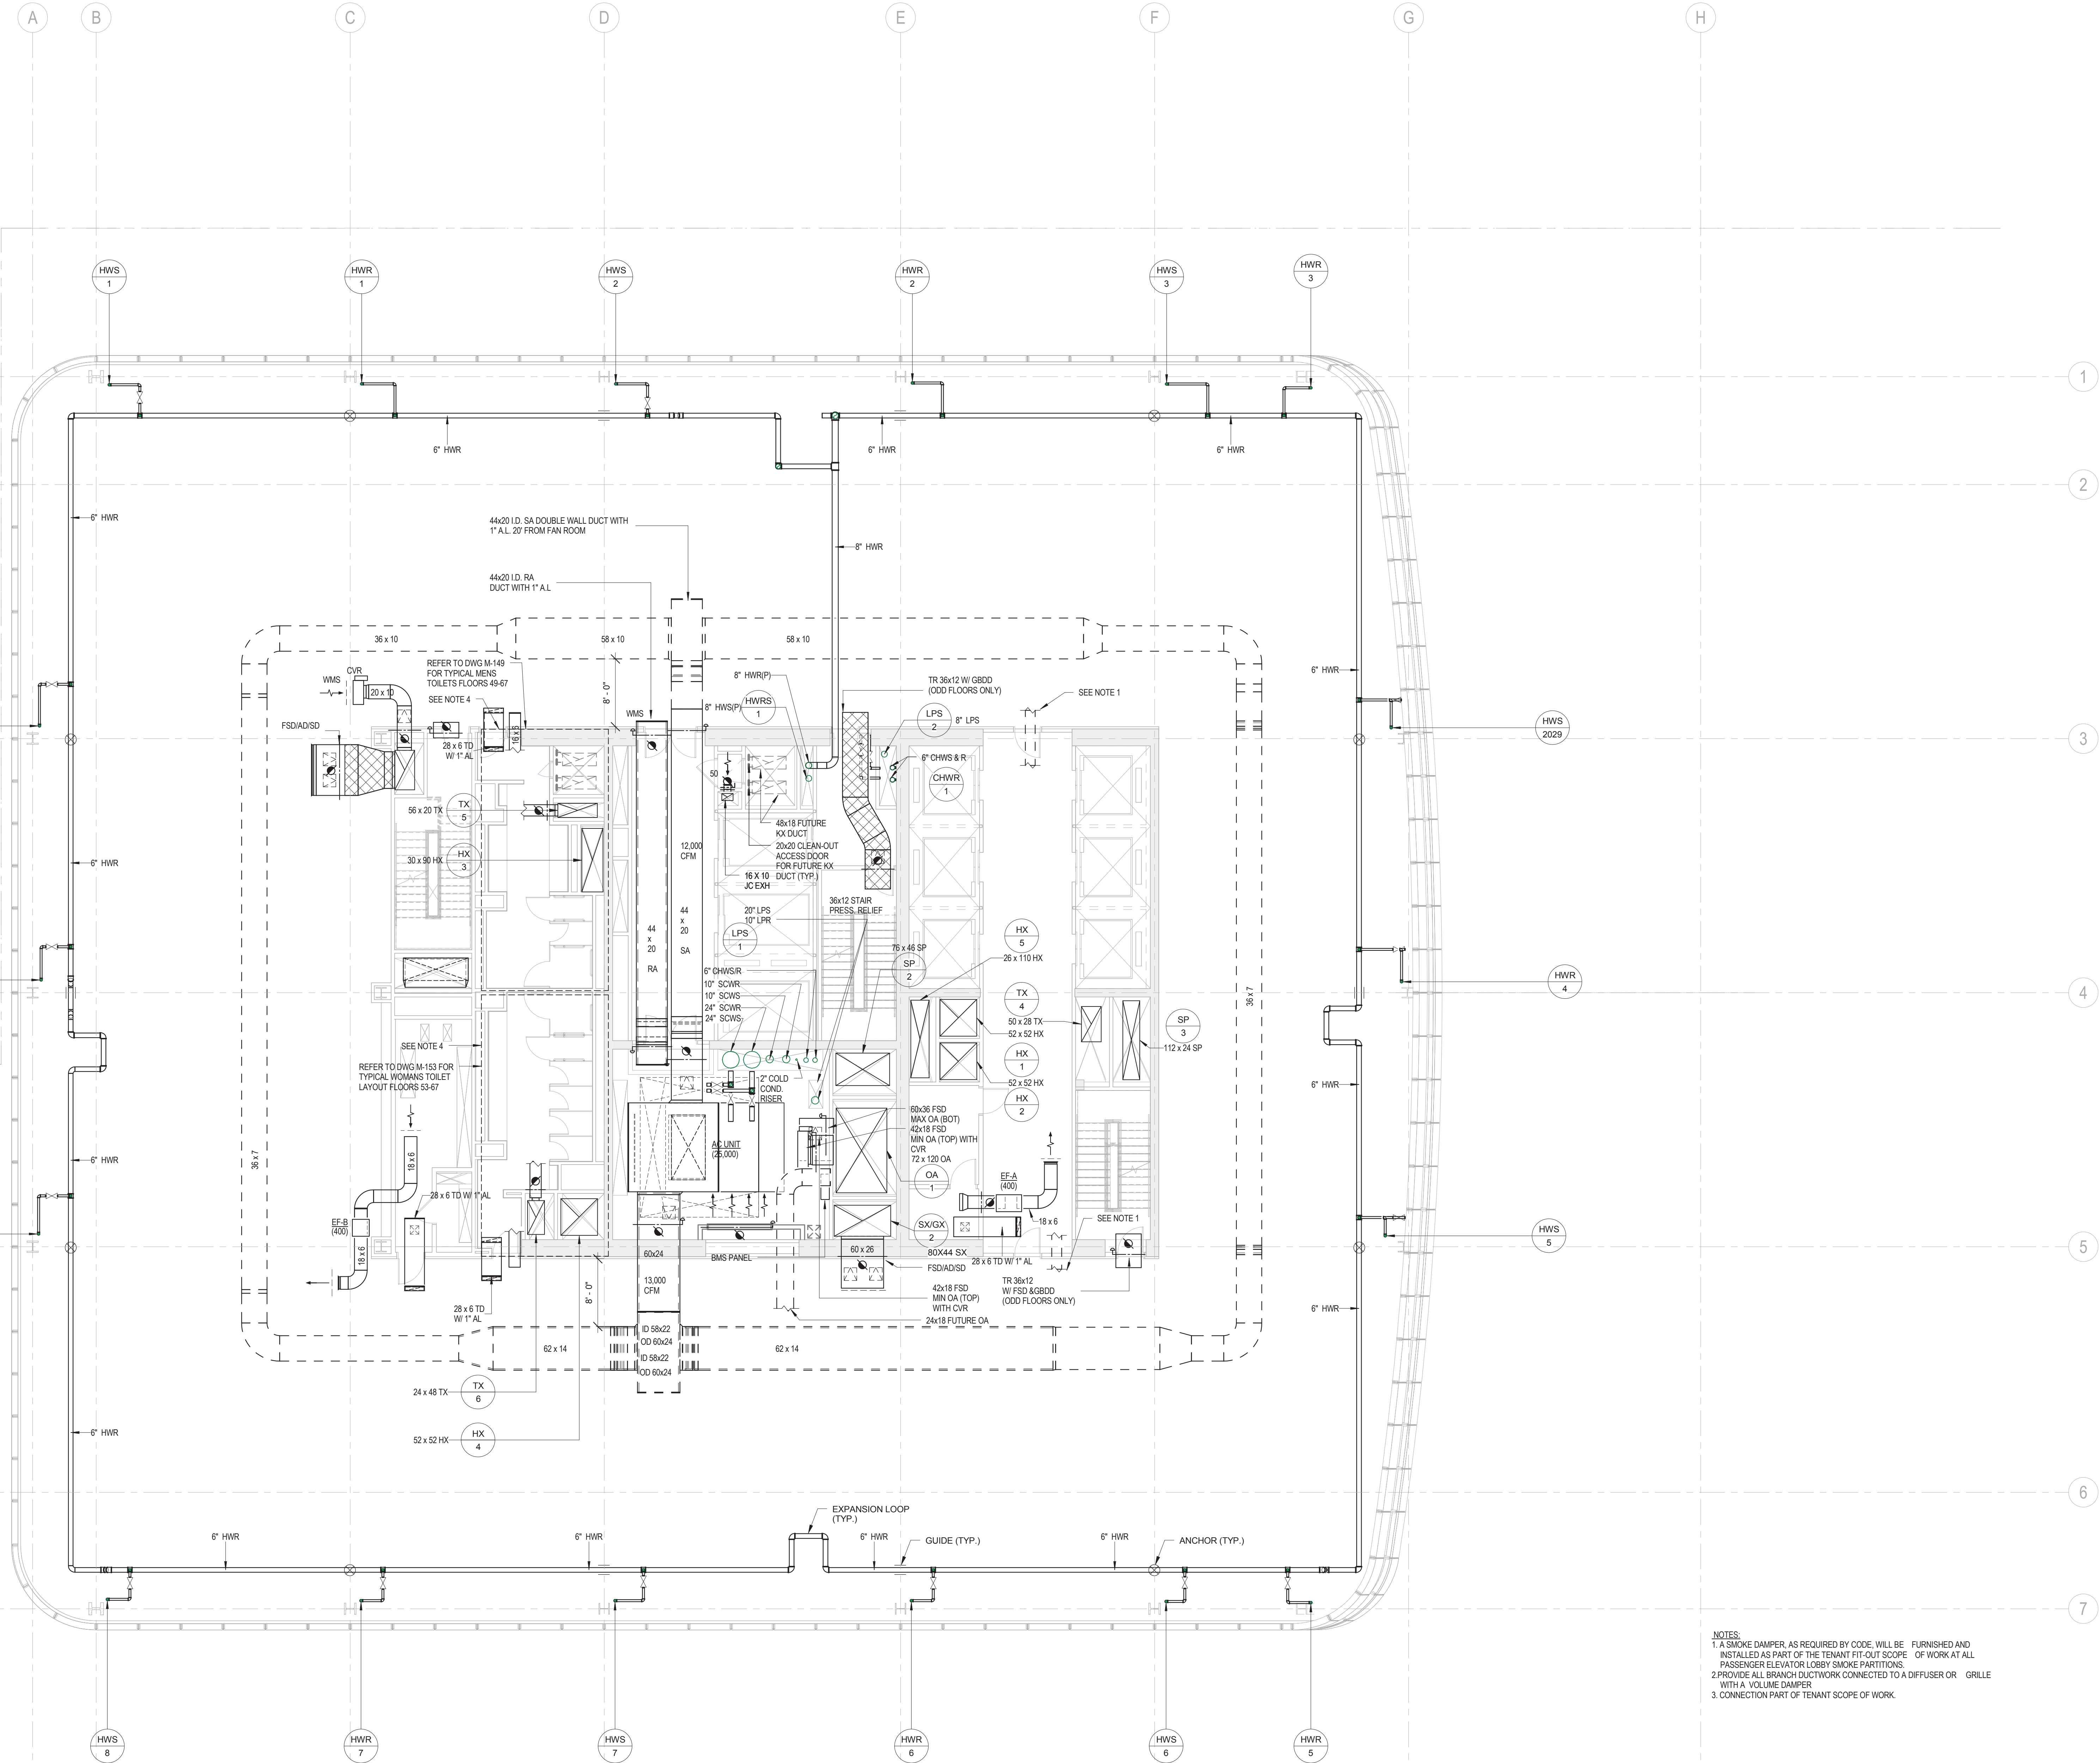 A
B
C
D
E
F
G
H
HWS
1
HWR
1
HWS
2
HWR
2
HWS
3
HWR
3
1
6" HWR
6" HWR
6" HWR
2
6" HWR
44x20 I.D. SA DOUBLE WALL DUCT WITH
1" A.L. 20' FROM FAN ROOM
8" HWR
44x20 I.D. RA
DUCT WITH 1" A.L
36 x 10
58 x 10
58 x 10
REFER TO DWG M-149
FOR TYPICAL MENS
TOILETS FLOORS 49-67
SEE NOTE 4
CVR
WMS
20 x 10
FSD/AD/SD
28 x 6 TD
W/ 1" AL
16 x 6
8' - 0"
WMS
8" HWR(P)
8" HWS(P)
HWRS
1
TR 36x12 W/ GBDD
(ODD FLOORS ONLY)
LPS
2
8" LPS
SEE NOTE 1
6" HWR
HWS
2029
3
6" CHWS & R
CHWR
1
50
56 x 20 TX
TX
5
30 x 90 HX
HX
3
6" HWR
6" HWR
12,000
CFM
48x18 FUTURE
KX DUCT
20x20 CLEAN-OUT
ACCESS DOOR
FOR FUTURE KX
DUCT (TYP.)
16 X 10
JC EXH
36x12 STAIR
PRESS. RELIEF
20" LPS
10" LPR
LPS
1
44
x
20
SA
44
x
20
RA
76 x 46 SP
SP
2
HX
5
26 x 110 HX
6" CHWS/R
10" SCWR
10" SCWS
24" SCWR
24" SCWS
TX
4
50 x 28 TX
52 x 52 HX
SP
3
112 x 24 SP
HWR
4
4
36 x 7
SEE NOTE 4
REFER TO DWG M-153 FOR
TYPICAL WOMANS TOILET
LAYOUT FLOORS 53-67
2" COLD
COND.
RISER
HX
1
52 x 52 HX
HX
2
6" HWR
60x36 FSD
MAX OA (BOT)
42x18 FSD
MIN OA (TOP) WITH
CVR
72 x 120 OA
AC UNIT
(25,000)
OA
1
EF-A
(400)
6" HWR
36 x 7
18 x 6
28 x 6 TD W/ 1" AL
EF-B
(400)
18 x 6
SX/GX
2
80X44 SX
18 x 6
SEE NOTE 1
28 x 6 TD W/ 1" AL
HWS
5
5
60x24
BMS PANEL
60 x 26
FSD/AD/SD
13,000
CFM
8' - 0"
42x18 FSD
MIN OA (TOP)
WITH CVR
TR 36x12
W/ FSD &GBDD
(ODD FLOORS ONLY)
28 x 6 TD
W/ 1" AL
24x18 FUTURE OA
6" HWR
ID 58x22
OD 60x24
ID 58x22
OD 60x24
62 x 14
62 x 14
24 x 48 TX
TX
6
6" HWR
52 x 52 HX
HX
4
6
EXPANSION LOOP
(TYP.)
6" HWR
6" HWR
6" HWR
GUIDE (TYP.)
6" HWR
ANCHOR (TYP.)
7
NOTES:
1. A SMOKE DAMPER, AS REQUIRED BY CODE, WILL BE FURNISHED AND
INSTALLED AS PART OF THE TENANT FIT-OUT SCOPE OF WORK AT ALL
PASSENGER ELEVATOR LOBBY SMOKE PARTITIONS.
2.PROVIDE ALL BRANCH DUCTWORK CONNECTED TO A DIFFUSER OR GRILLE
WITH A VOLUME DAMPER
3. CONNECTION PART OF TENANT SCOPE OF WORK.
HWS
8
HWR
7
HWS
7
HWR
6
HWS
6
HWR
5